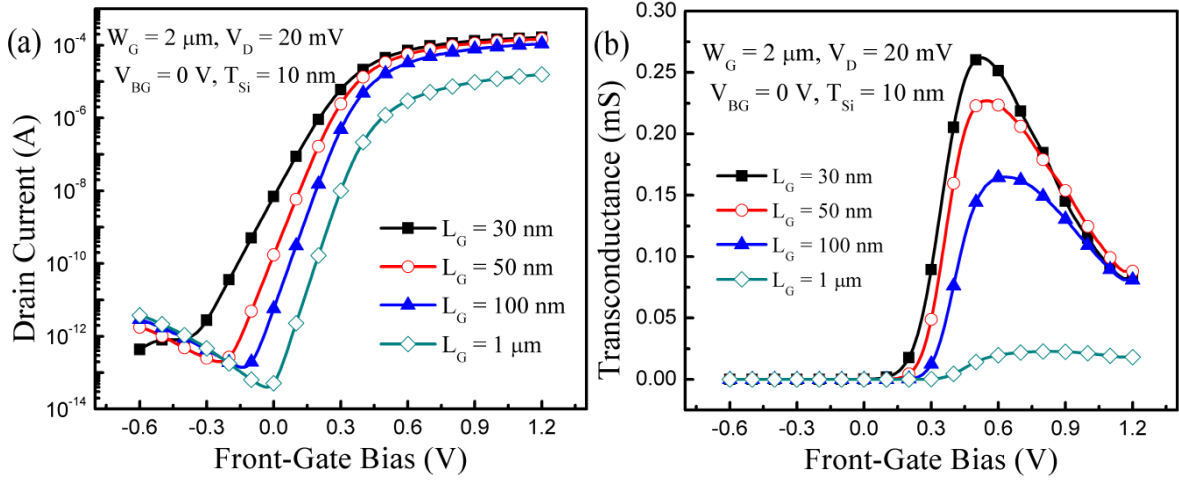 (a)
W_G = 2 μm, V_D = 20 mV
V_BG = 0 V, T_Si = 10 nm
Drain Current (A)
10^-4
10^-6
10^-8
10^-10
10^-12
10^-14
L_G = 30 nm
L_G = 50 nm
L_G = 100 nm
L_G = 1 μm
-0.6 -0.3 0.0 0.3 0.6 0.9 1.2
Front-Gate Bias (V)
(b)
W_G = 2 μm, V_D = 20 mV
V_BG = 0 V, T_Si = 10 nm
Transconductance (mS)
0.30
0.25
0.20
0.15
0.10
0.05
0.00
L_G = 30 nm
L_G = 50 nm
L_G = 100 nm
L_G = 1 μm
-0.6 -0.3 0.0 0.3 0.6 0.9 1.2
Front-Gate Bias (V)